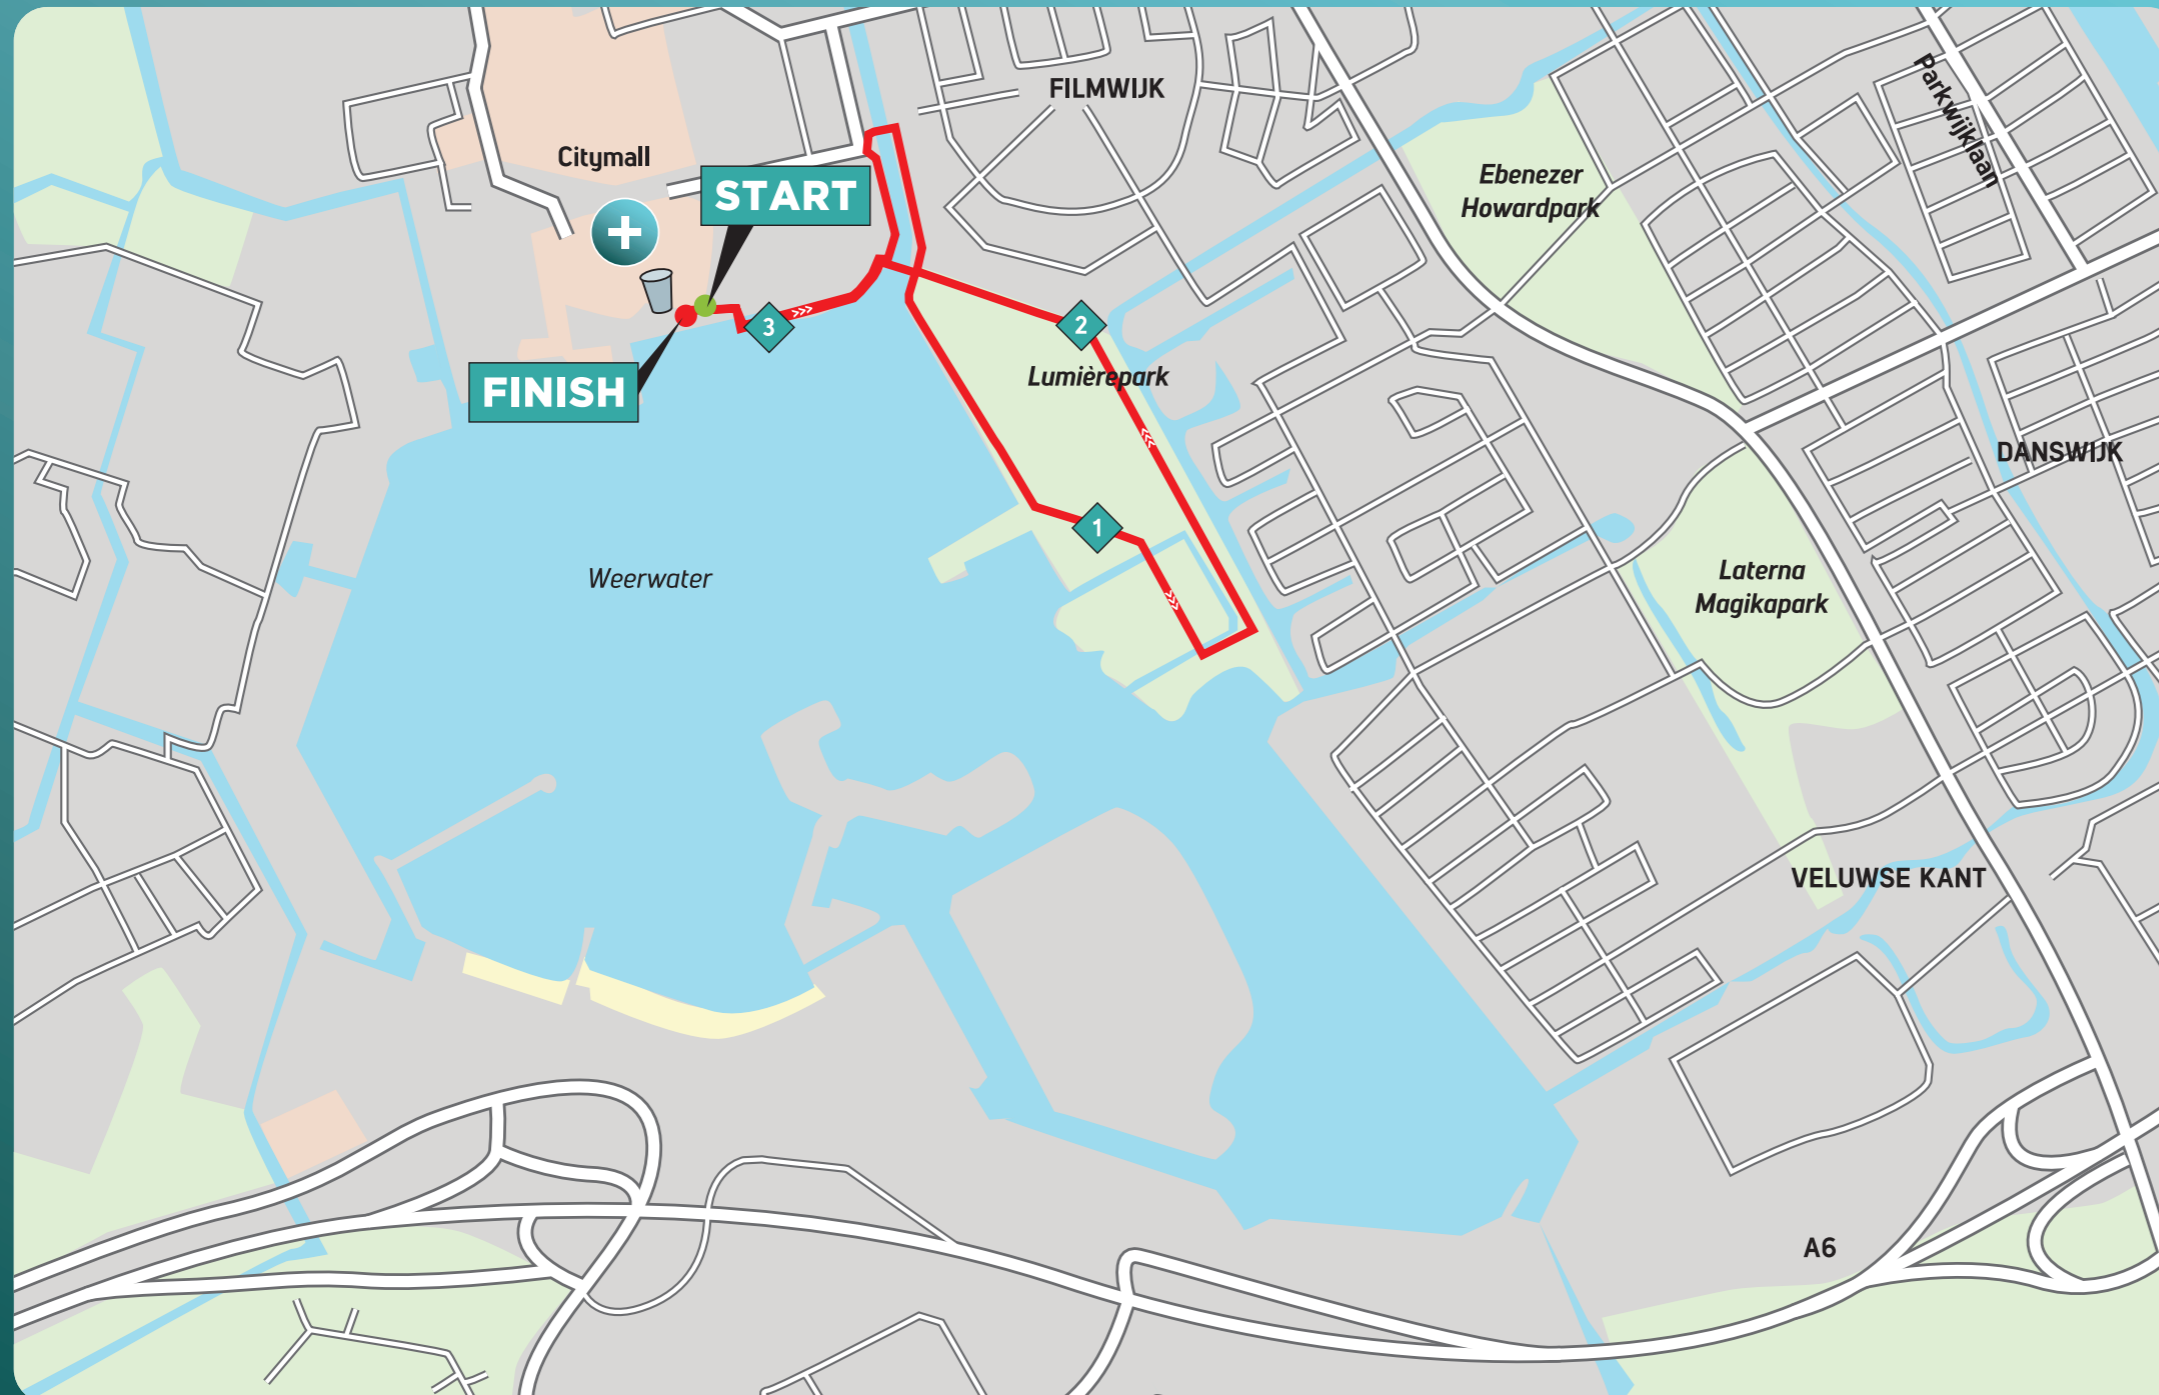 FILMWIJK
Parkwijklaan
Citymall
START
Ebenezer
Howardpark
3
2
Lumièrepark
FINISH
DANSWIJK
1
Weerwater
Laterna
Magikapark
VELUWSE KANT
A6